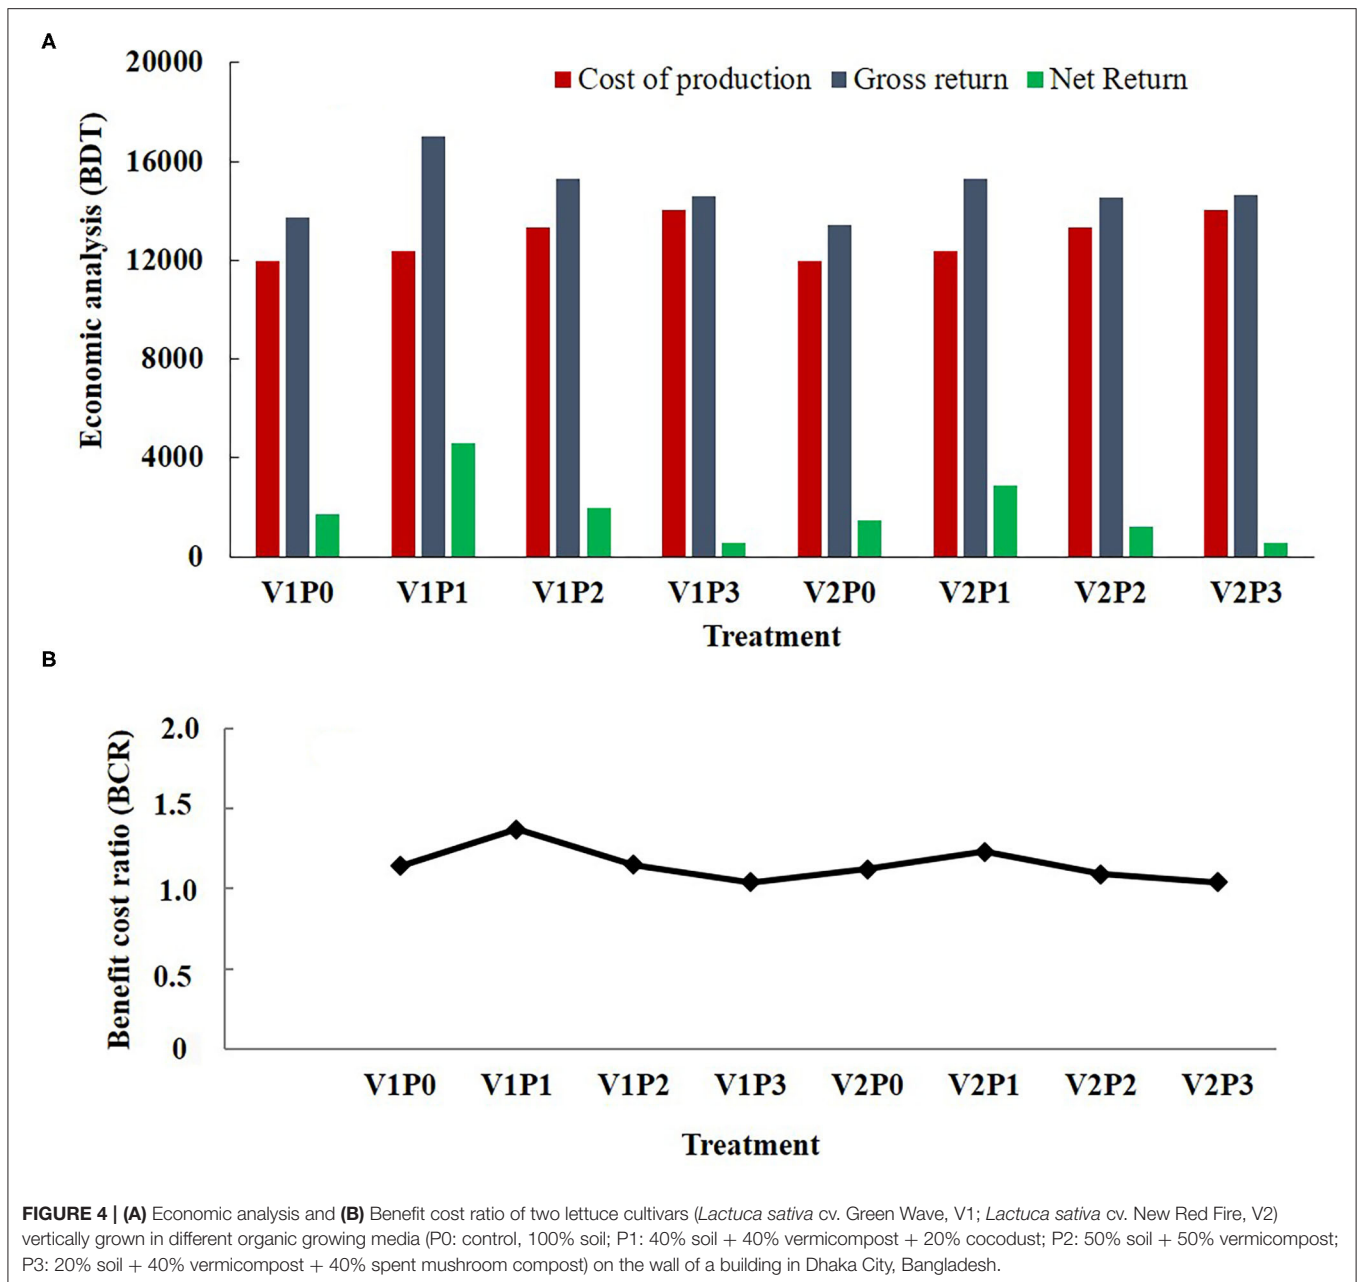 A
20000
16000
12000
8000
4000
0
Economic analysis (BDT)
Cost of production Gross return Net Return
V1P0 V1P1 V1P2 V1P3 V2P0 V2P1 V2P2 V2P3
Treatment
B
2.0
1.5
1.0
0.5
0
Benefit cost ratio (BCR)
V1P0 V1P1 V1P2 V1P3 V2P0 V2P1 V2P2 V2P3
Treatment
FIGURE 4 | (A) Economic analysis and (B) Benefit cost ratio of two lettuce cultivars (Lactuca sativa cv. Green Wave, V1; Lactuca sativa cv. New Red Fire, V2)
vertically grown in different organic growing media (P0: control, 100% soil; P1: 40% soil + 40% vermicompost + 20% cocodust; P2: 50% soil + 50% vermicompost;
P3: 20% soil + 40% vermicompost + 40% spent mushroom compost) on the wall of a building in Dhaka City, Bangladesh.